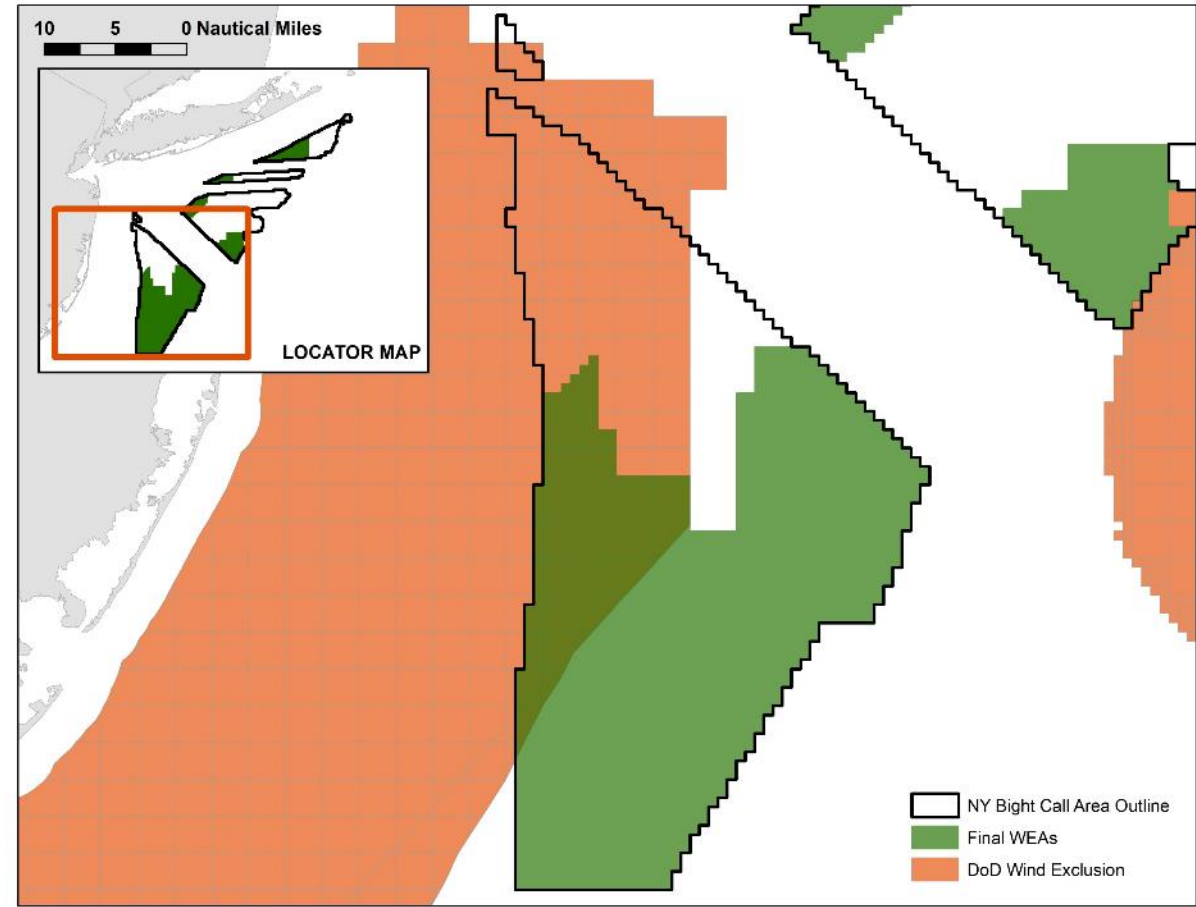 10 5 0 Nautical Miles
LOCATOR MAP
NY Bight Call Area Outline
Final WEAs
DoD Wind Exclusion